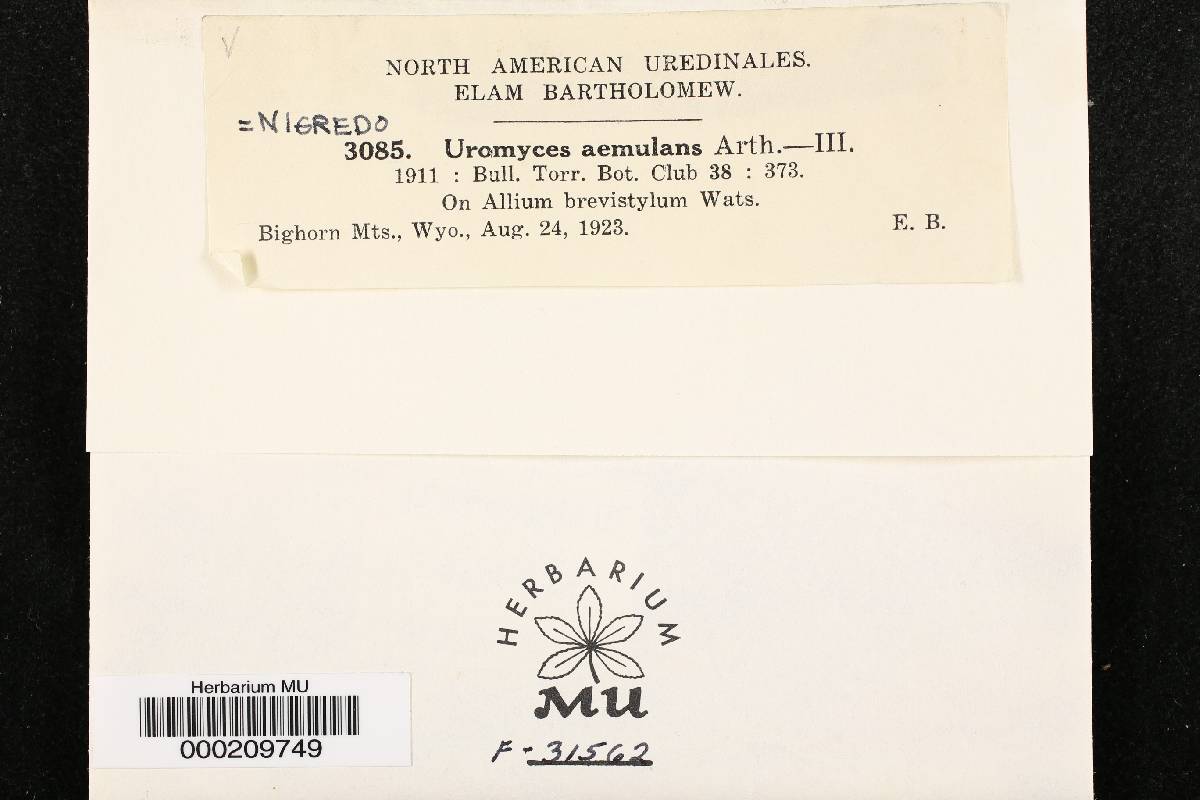 NORTH AMERICAN UREDINALES.
ELAM BARTHOLOMEW.
=NIGREDO
3085. Uromyces aemulans Arth.—III.
1911 : Bull. Torr. Bot. Club 38 : 373.
On Allium brevistylum Wats.
Bighorn Mts., Wyo., Aug. 24, 1923. E. B.
HERBARIUM
MU
F-31562
Herbarium MU
000209749